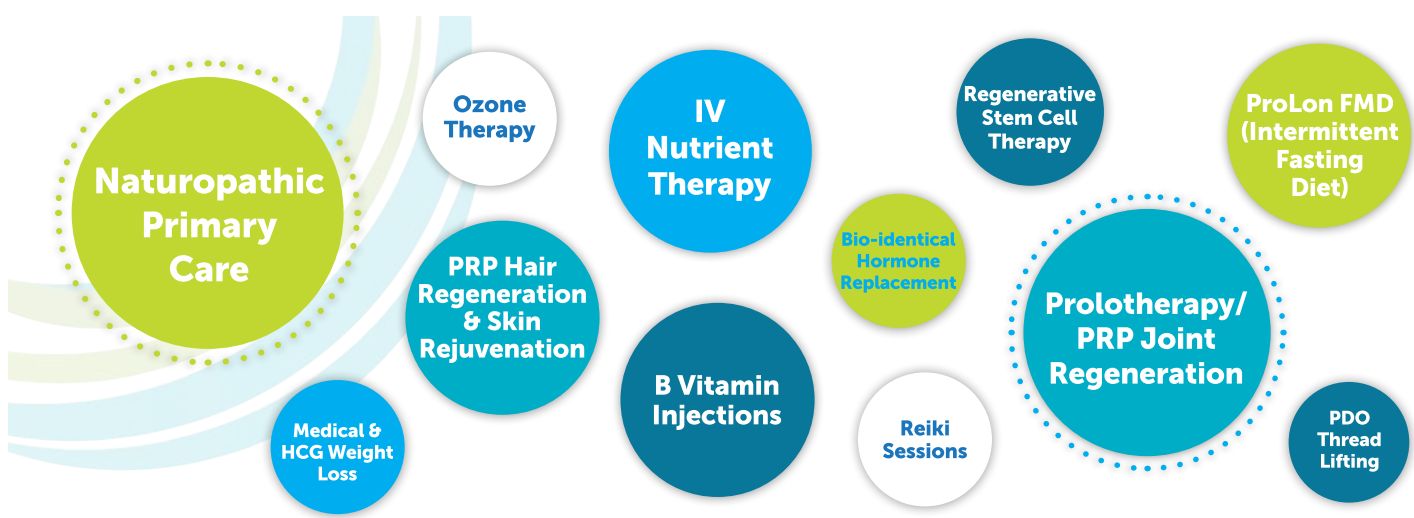 Naturopathic
Primary
Care
Ozone
Therapy
PRP Hair
Regeneration
& Skin
Rejuvenation
Medical &
HCG Weight
Loss
IV
Nutrient
Therapy
B Vitamin
Injections
Bio-identical
Hormone
Replacement
Reiki
Sessions
Regenerative
Stem Cell
Therapy
Prolotherapy/
PRP Joint
Regeneration
ProLon FMD
(Intermittent
Fasting
Diet)
PDO
Thread
Lifting